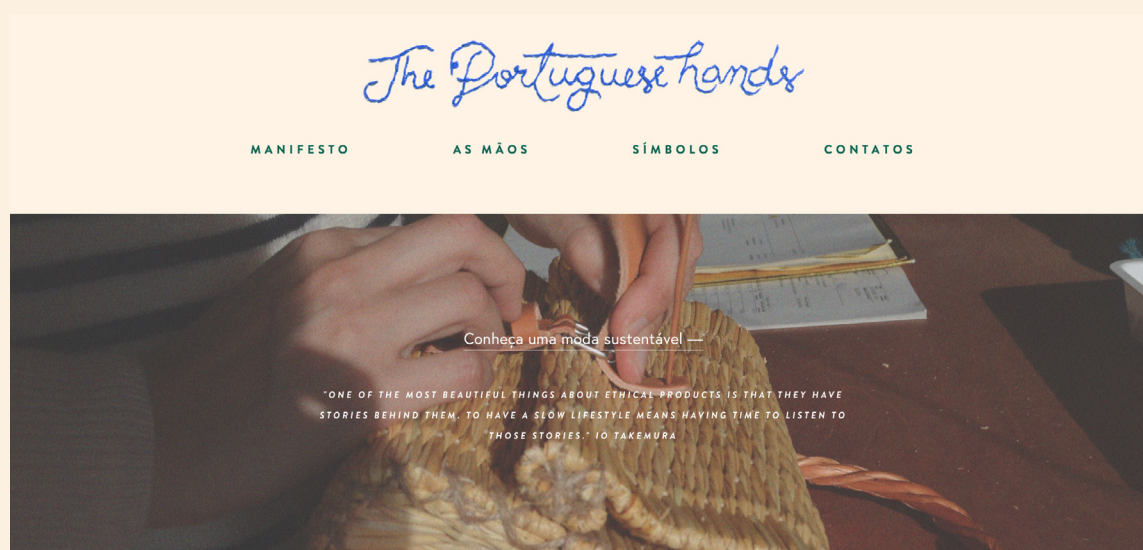 The Portuguese hands
MANIFESTO
AS MÃOS
SÍMBOLOS
CONTATOS
Conheça uma moda sustentável —
"ONE OF THE MOST BEAUTIFUL THINGS ABOUT ETHICAL PRODUCTS IS THAT THEY HAVE
STORIES BEHIND THEM. TO HAVE A SLOW LIFESTYLE MEANS HAVING TIME TO LISTEN TO
THOSE STORIES." IO TAKEMURA